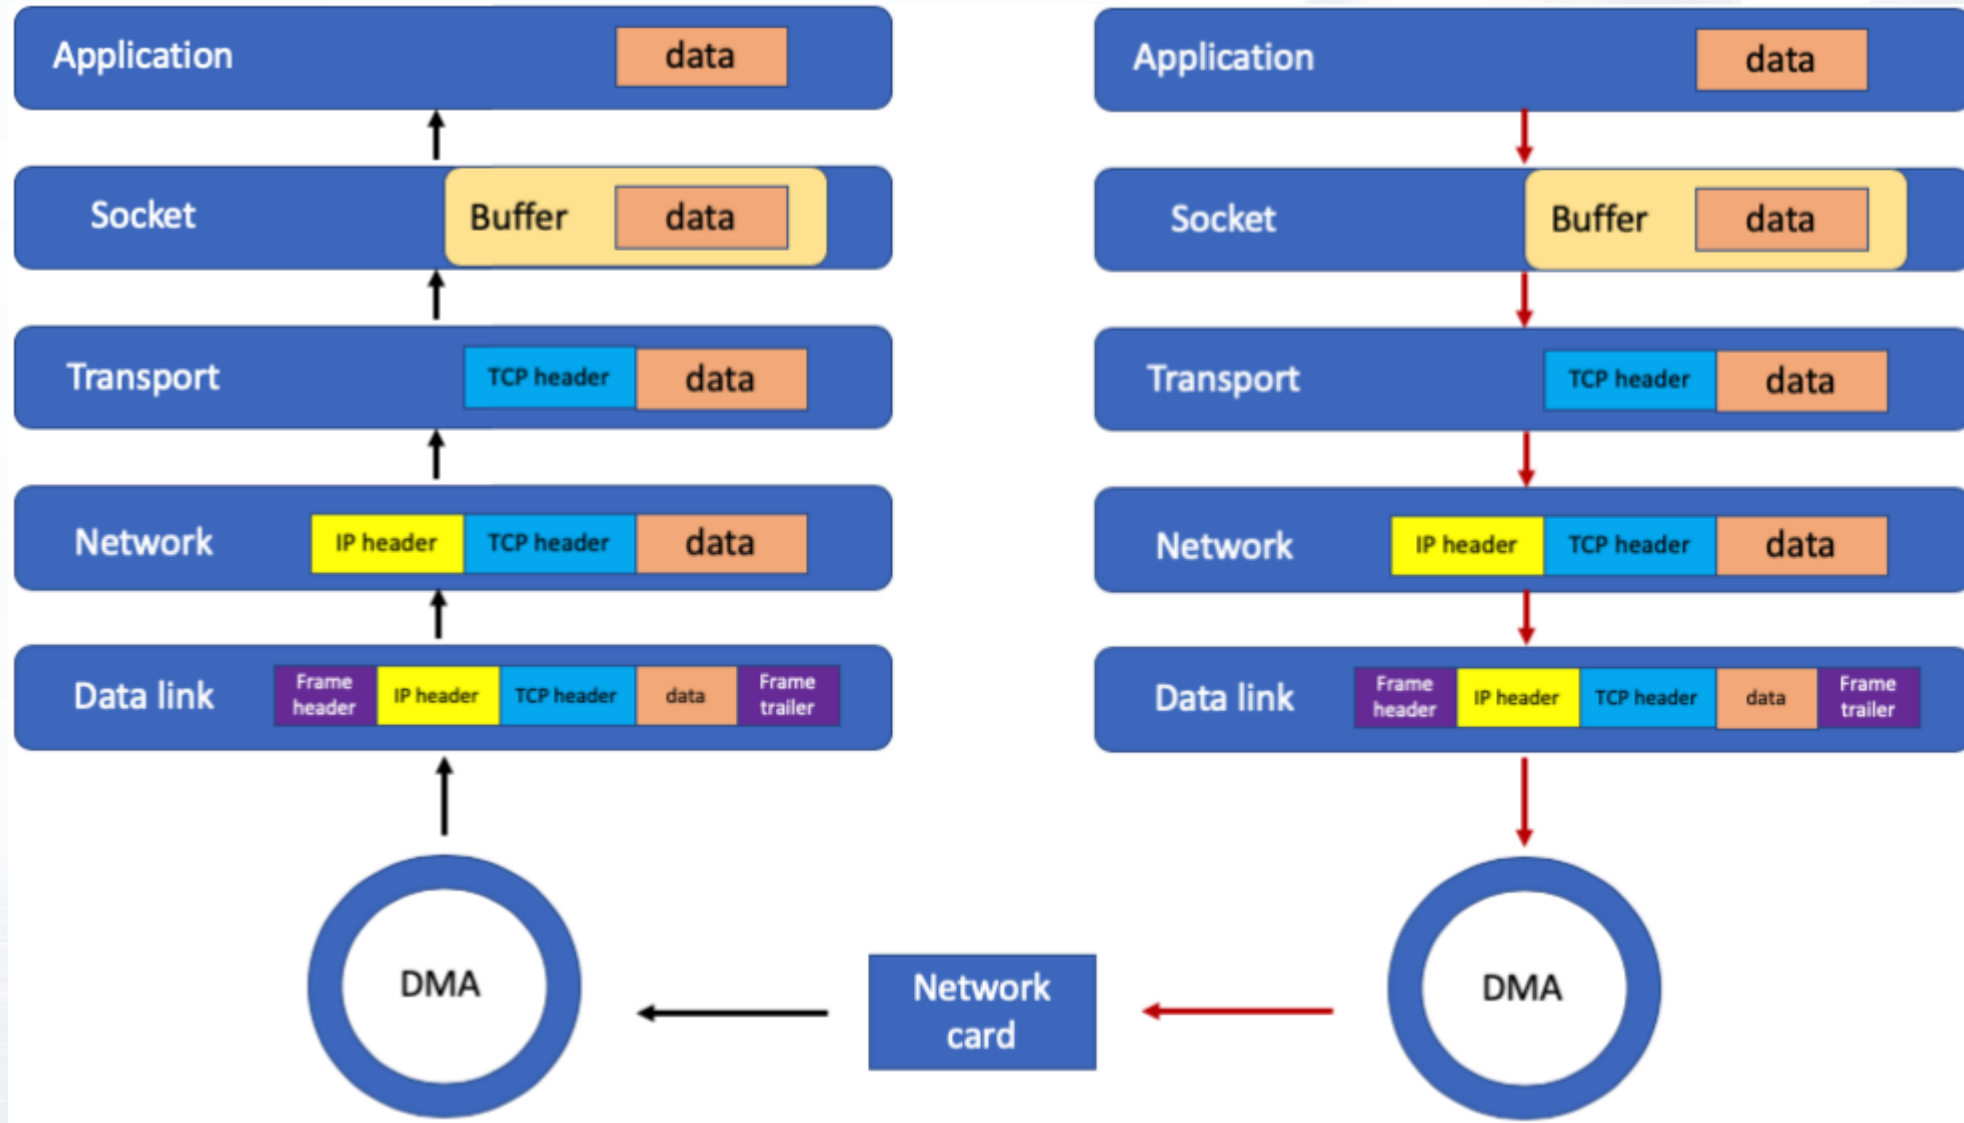 Application data
Socket Buffer data
Transport TCP header data
Network IP header TCP header data
Data link Frame header IP header TCP header data Frame trailer
DMA
Network
card
Application data
Socket Buffer data
Transport TCP header data
Network IP header TCP header data
Data link Frame header IP header TCP header data Frame trailer
DMA